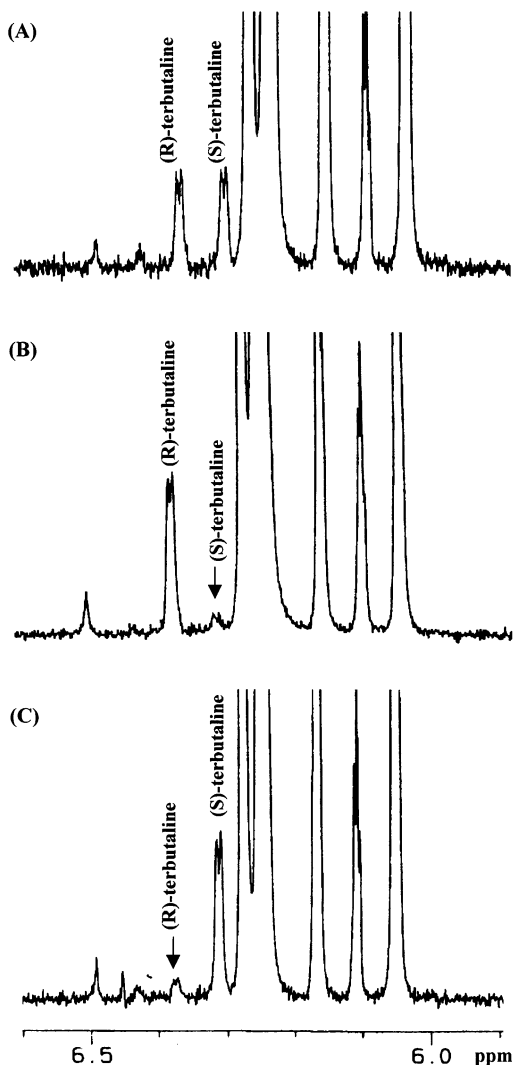 (A)
(R)-terbutaline
(S)-terbutaline
(B)
(R)-terbutaline
(S)-terbutaline
(C)
(R)-terbutaline
(S)-terbutaline
6.5
6.0
ppm